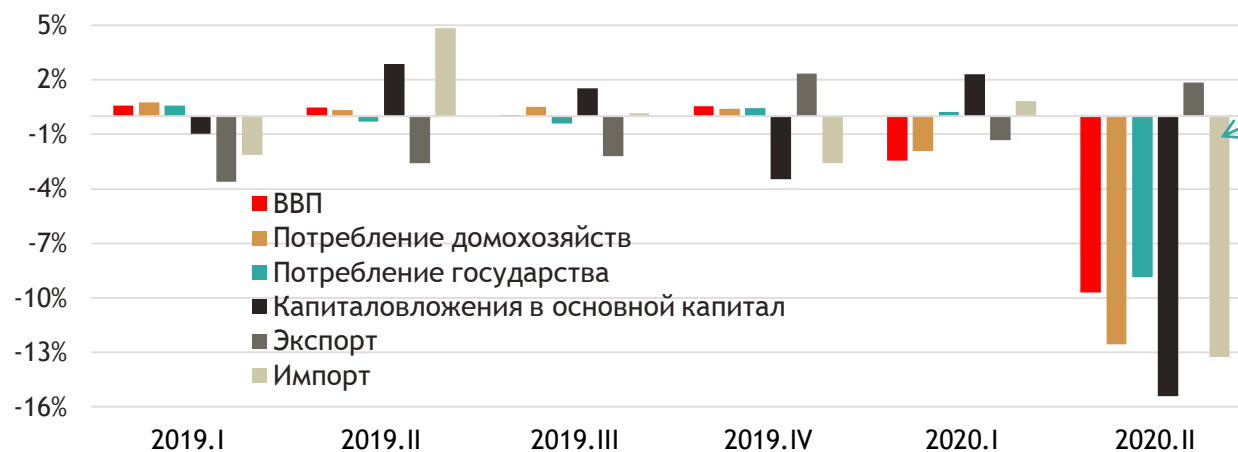 5%
2%
-1%
-4%
-7%
-10%
-13%
-16%
ВВП
Потребление домохозяйств
Потребление государства
Капиталовложения в основной капитал
Экспорт
Импорт
2019.I 2019.II 2019.III 2019.IV 2020.I 2020.II